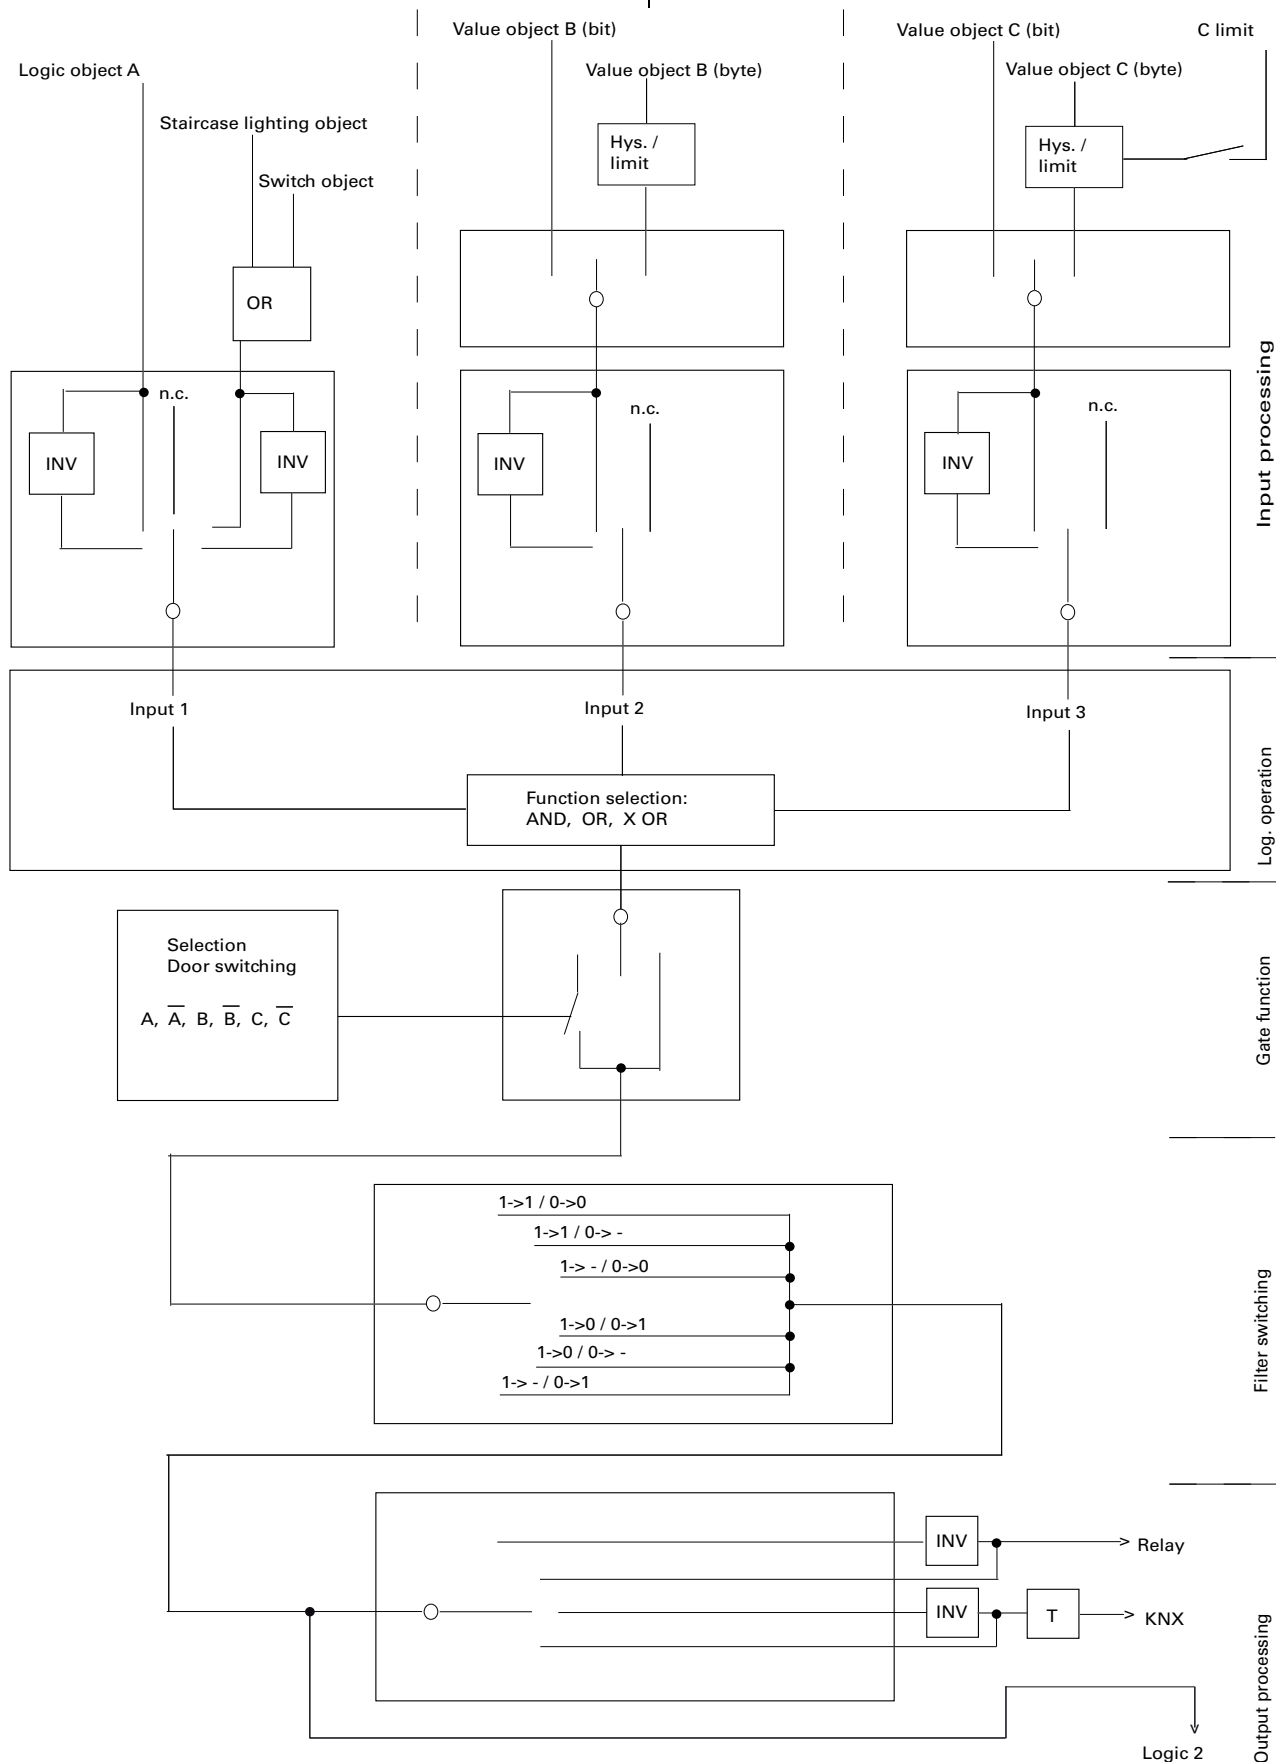 Value object B (bit)
Value object C (bit)
C limit
Logic object A
Value object B (byte)
Value object C (byte)
Staircase lighting object
Hys. /
limit
Hys. /
limit
Switch object
OR
Input processing
n.c.
n.c.
n.c.
INV
INV
INV
INV
Input 1
Input 2
Input 3
Function selection:
AND, OR, X OR
Log. operation
Selection
Door switching
A, A̅, B, B̅, C, C̅
Gate function
1->1 / 0->0
1->1 / 0-> -
1-> - / 0->0
1->0 / 0->1
1->0 / 0-> -
1-> - / 0->1
Filter switching
INV
Relay
INV
T
KNX
Output processing
Logic 2